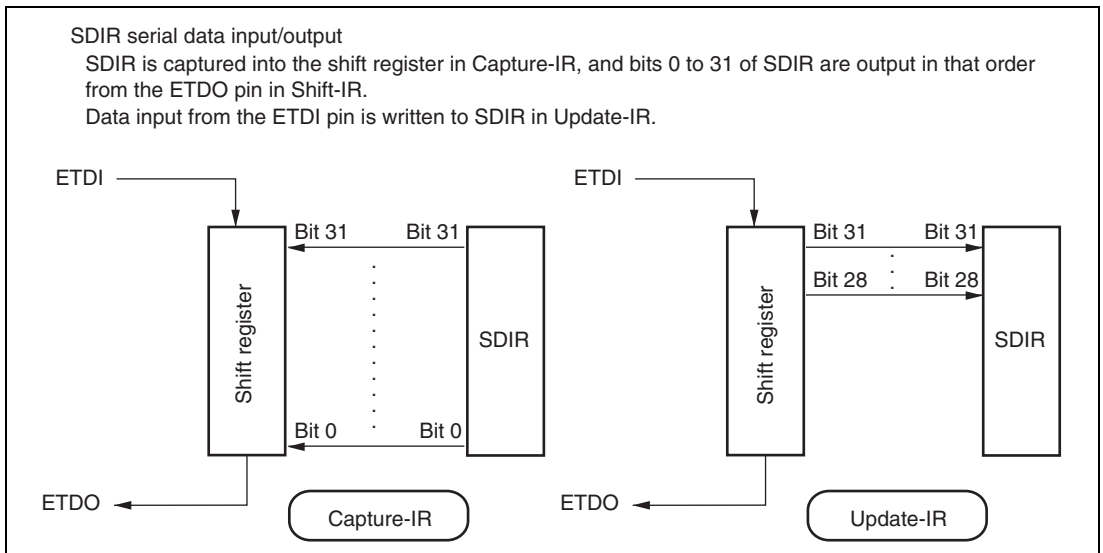 SDIR serial data input/output
SDIR is captured into the shift register in Capture-IR, and bits 0 to 31 of SDIR are output in that order
from the ETDO pin in Shift-IR.
Data input from the ETDI pin is written to SDIR in Update-IR.
ETDI
Bit 31 Bit 31
Shift register
SDIR
Bit 0 Bit 0
ETDO
Capture-IR
ETDI
Bit 31 Bit 31
Bit 28 Bit 28
Shift register
SDIR
ETDO
Update-IR